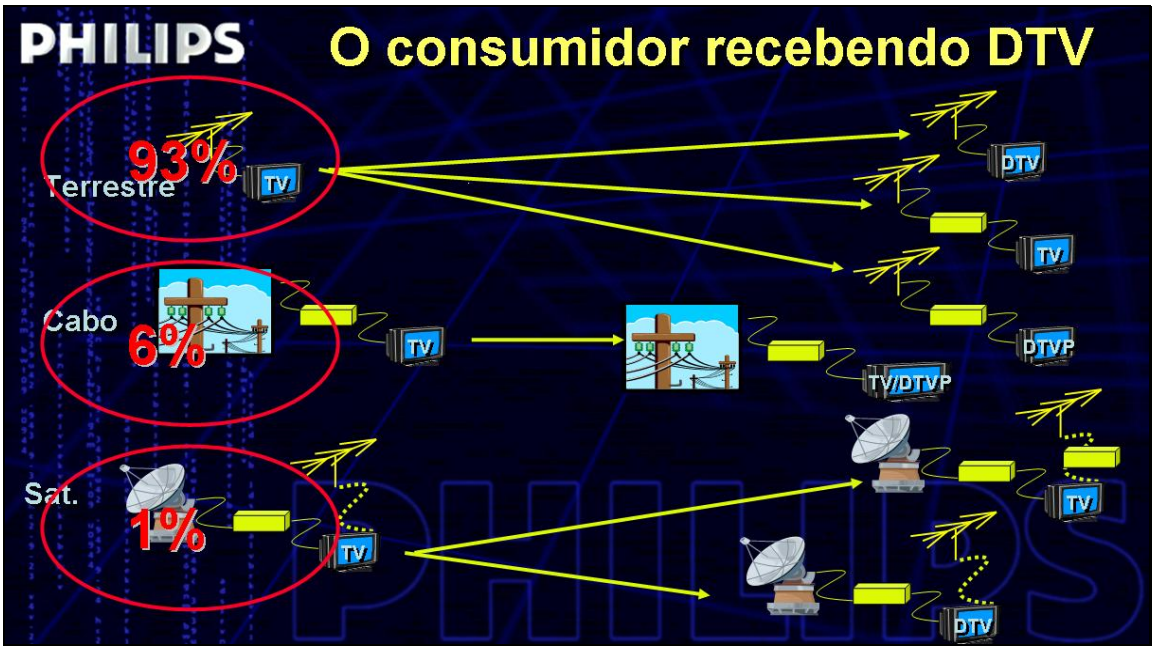 PHILIPS
O consumidor recebendo DTV
93%
Terrestre
TV
DTV
TV
DTVP
Cabo
6%
TV
TV/DTVP
Sat.
1%
TV
TV
DTV
PHILIPS